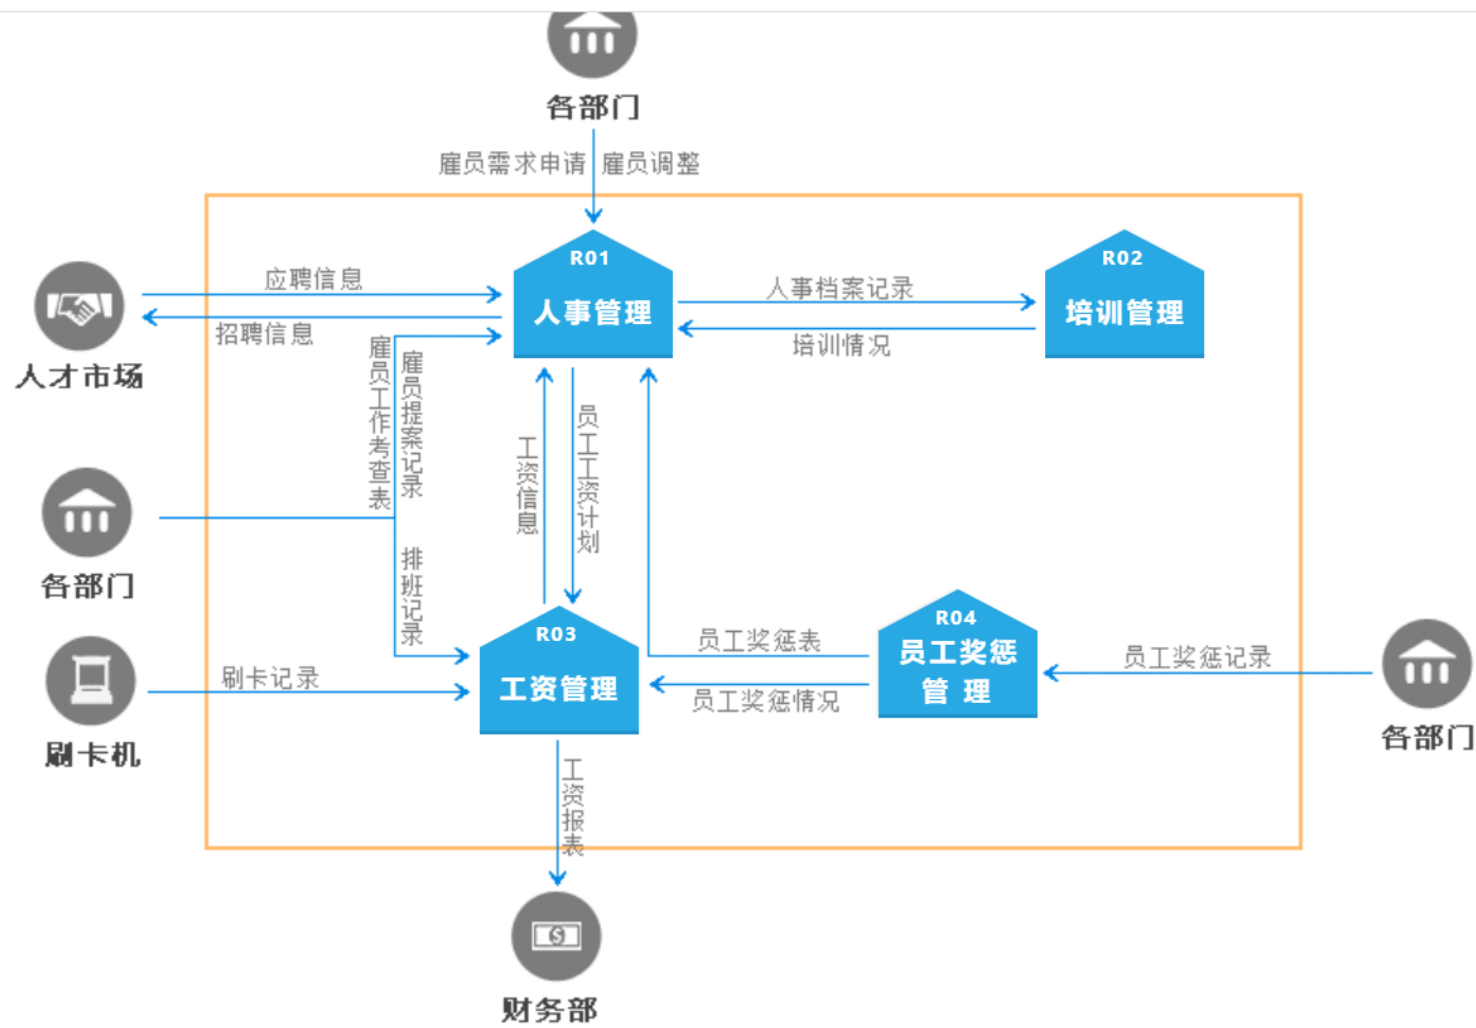 各部门
雇员需求申请
雇员调整
R01
人事管理
R02
培训管理
应聘信息
招聘信息
人事档案记录
培训情况
人才市场
雇员工作考查表
雇员提案记录
工资信息
员工工资计划
各部门
排班记录
R03
工资管理
员工奖惩表
员工奖惩情况
R04
员工奖惩
管 理
员工奖惩记录
各部门
刷卡记录
刷卡机
工资报表
财务部